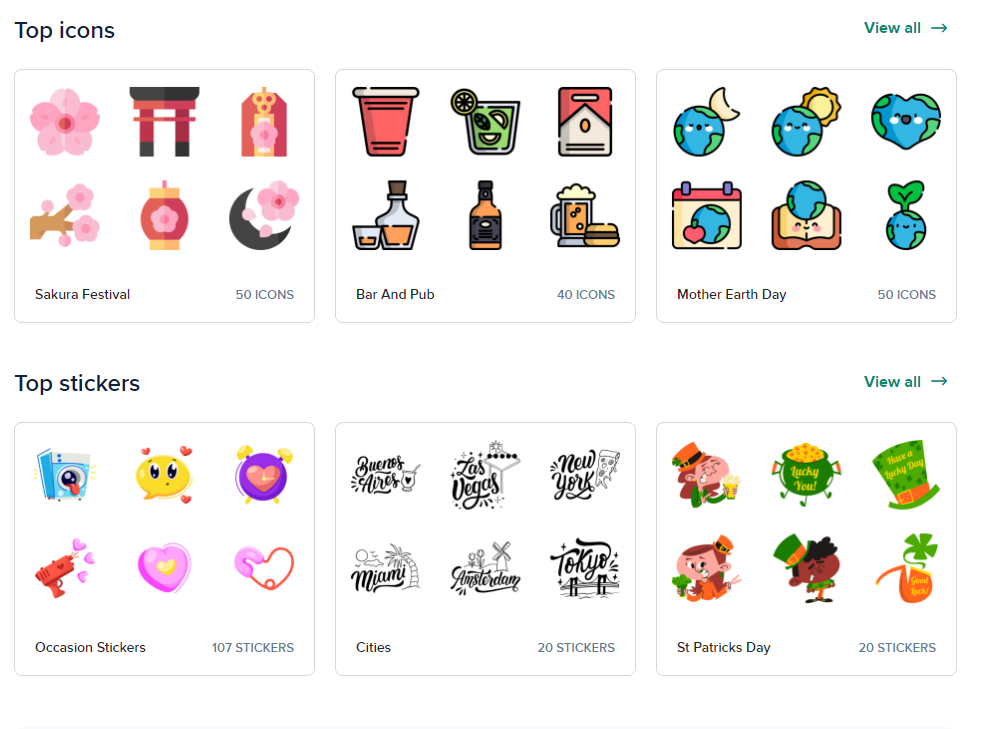 Top icons
View all
Sakura Festival
50 ICONS
Bar And Pub
40 ICONS
Mother Earth Day
50 ICONS
Top stickers
View all
Buenos
Aires
Las
Vegas
New
York
Lucky
You!
Have a
Lucky Day
Miami
Amsterdam
Tokyo
Good
Luck!
Occasion Stickers
107 STICKERS
Cities
20 STICKERS
St Patricks Day
20 STICKERS